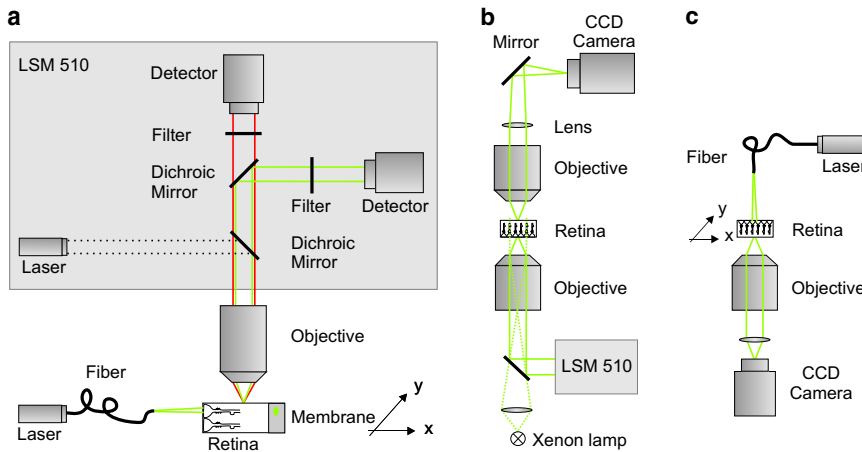 a
LSM 510
Detector
Filter
Dichroic
Mirror
Filter
Detector
Dichroic
Mirror
Laser
Objective
Fiber
Laser
Retina
Membrane
y
x
b
Mirror
CCD
Camera
Lens
Objective
Retina
Objective
LSM 510
Xenon lamp
c
Fiber
Laser
y
x
Retina
Objective
CCD
Camera